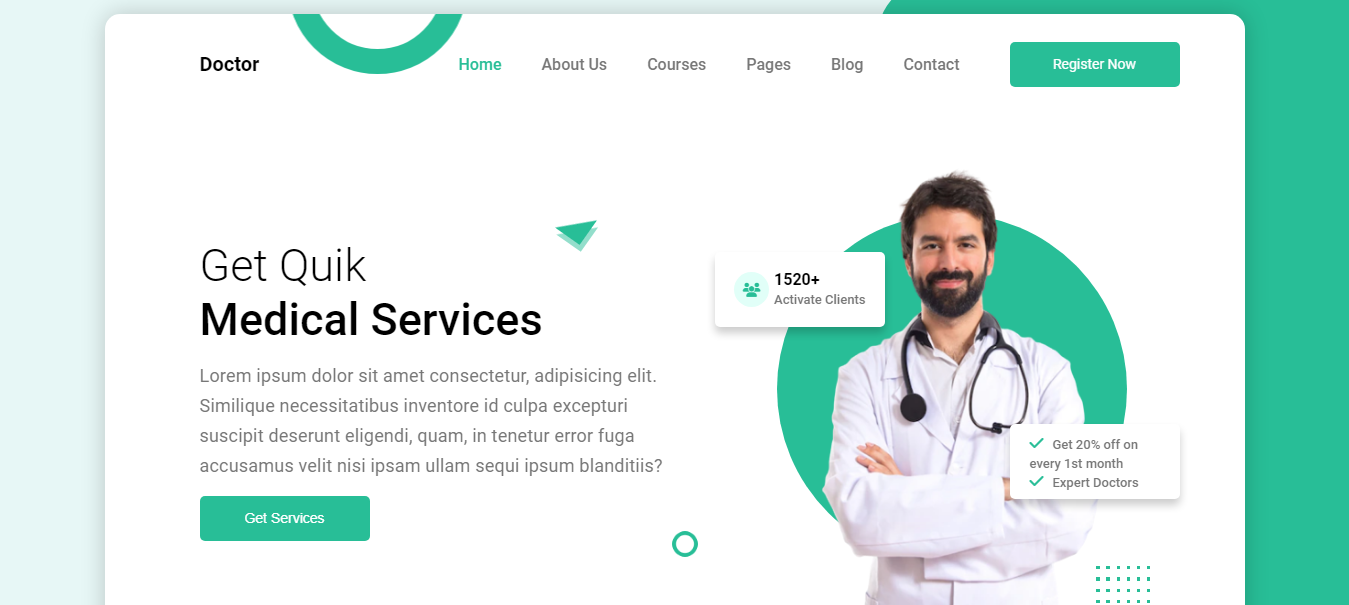 Doctor
Home
About Us
Courses
Pages
Blog
Contact
Register Now
Get Quik
Medical Services
Lorem ipsum dolor sit amet consectetur, adipisicing elit.
Similique necessitatibus inventore id culpa excepturi
suscipit deserunt eligendi, quam, in tenetur error fuga
accusamus velit nisi ipsam ullam sequi ipsum blanditiis?
Get Services
1520+
Activate Clients
Get 20% off on
every 1st month
Expert Doctors